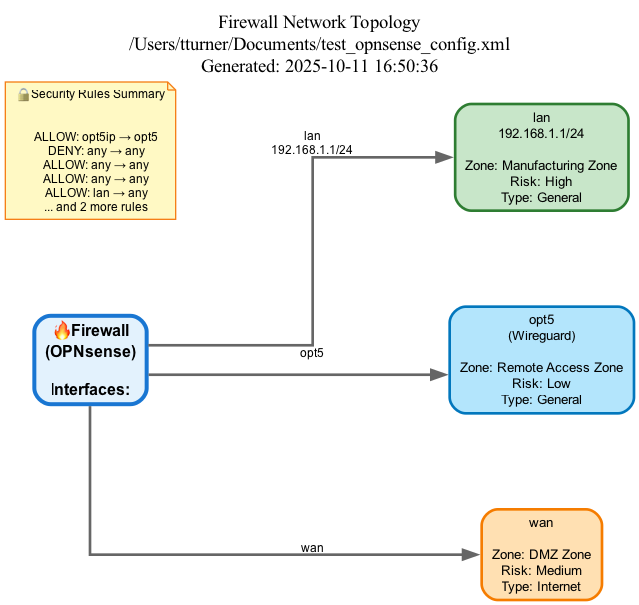 Firewall Network Topology
/Users/tturner/Documents/test_opnsense_config.xml
Generated: 2025-10-11 16:50:36
🔒Security Rules Summary
ALLOW: opt5ip → opt5
DENY: any → any
ALLOW: any → any
ALLOW: any → any
ALLOW: lan → any
... and 2 more rules
lan
192.168.1.1/24
lan
192.168.1.1/24
Zone: Manufacturing Zone
Risk: High
Type: General
🔥Firewall
(OPNsense)
Interfaces:
opt5
opt5
(Wireguard)
Zone: Remote Access Zone
Risk: Low
Type: General
wan
wan
Zone: DMZ Zone
Risk: Medium
Type: Internet